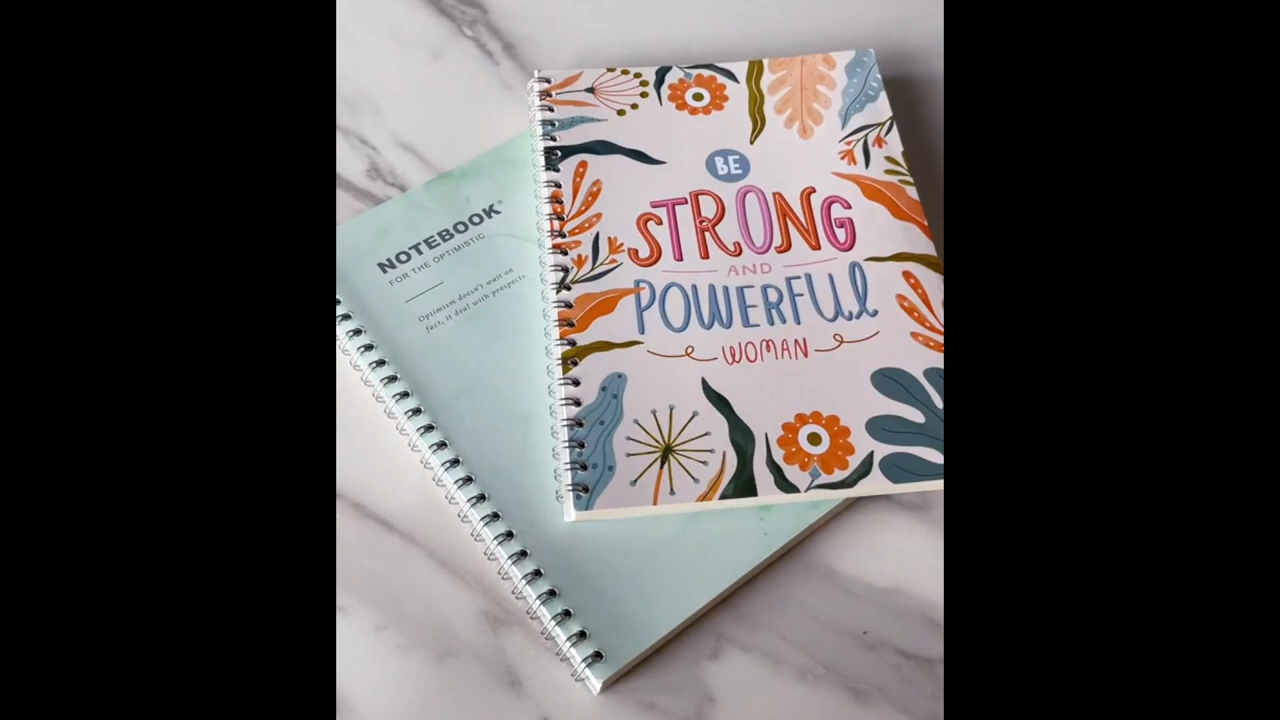 NOTEBOOK®
FOR THE OPTIMISTIC
Optimism doesn't wait on
fact, it deal with prospects.
BE
STRONG
AND
POWERFUL
WOMAN